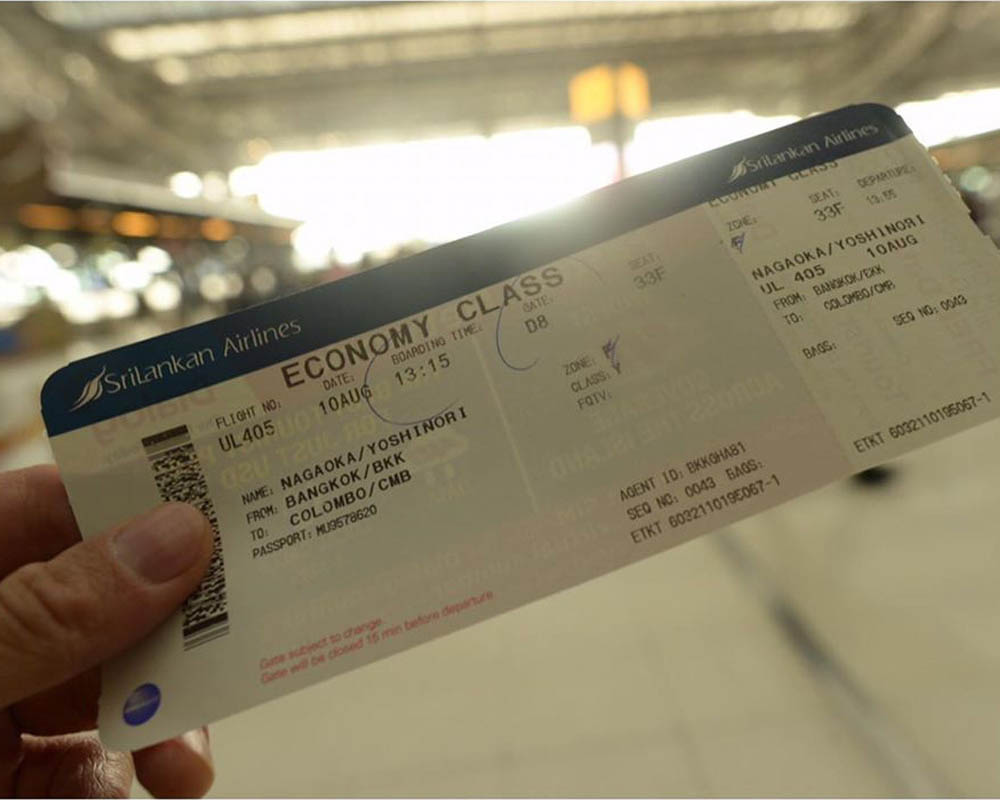 SriLankan Airlines
ECONOMY CLASS
FLIGHT NO: DATE: BOARDING TIME: GATE: SEAT:
UL405 10AUG 13:15 D8 33F
NAME: NAGAOKA/YOSHINORI
FROM: BANGKOK/BKK
TO: COLOMBO/CMB
PASSPORT: MU9578620
ZONE:
CLASS: Y
FQTV:
AGENT ID: BKKGHA81
SEQ NO: 0043 BAGS:
ETKT 6032110195067-1
Gate subject to change.
Gate will be closed 15 min before departure
SriLankan Airlines
ECONOMY CLASS
ZONE: SEAT: DEPARTURE:
33F 13:55
NAGAOKA/YOSHINORI
UL 405 10AUG
FROM: BANGKOK/BKK
TO: COLOMBO/CMB
BAGS: SEQ NO: 0043
ETKT 6032110195067-1